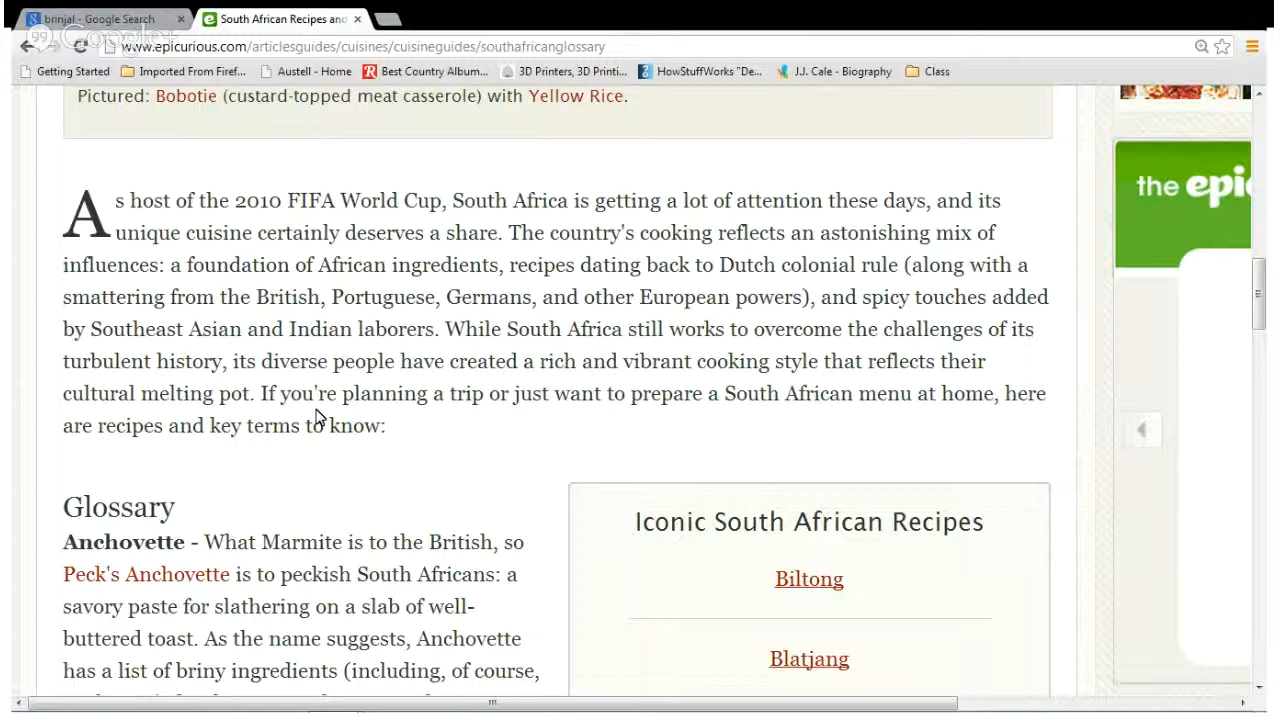 brinjal - Google Search
South African Recipes and
Google+
www.epicurious.com/articlesguides/cuisines/cuisineguides/southafricanglossary
Getting Started Imported From Firef... Austell - Home Best Country Album... 3D Printers, 3D Printi... HowStuffWorks "De... J.J. Cale - Biography Class
Pictured: Bobotie (custard-topped meat casserole) with Yellow Rice.
As host of the 2010 FIFA World Cup, South Africa is getting a lot of attention these days, and its
unique cuisine certainly deserves a share. The country's cooking reflects an astonishing mix of
influences: a foundation of African ingredients, recipes dating back to Dutch colonial rule (along with a
smattering from the British, Portuguese, Germans, and other European powers), and spicy touches added
by Southeast Asian and Indian laborers. While South Africa still works to overcome the challenges of its
turbulent history, its diverse people have created a rich and vibrant cooking style that reflects their
cultural melting pot. If you're planning a trip or just want to prepare a South African menu at home, here
are recipes and key terms to know:
Glossary
Anchovette - What Marmite is to the British, so
Peck's Anchovette is to peckish South Africans: a
savory paste for slathering on a slab of well-
buttered toast. As the name suggests, Anchovette
has a list of briny ingredients (including, of course,
Iconic South African Recipes
Biltong
Blatjang
the epi